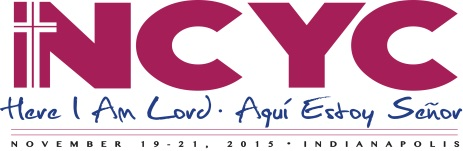 NCYC
Here I Am Lord · Aquí Estoy Señor
NOVEMBER 19-21, 2015 • INDIANAPOLIS